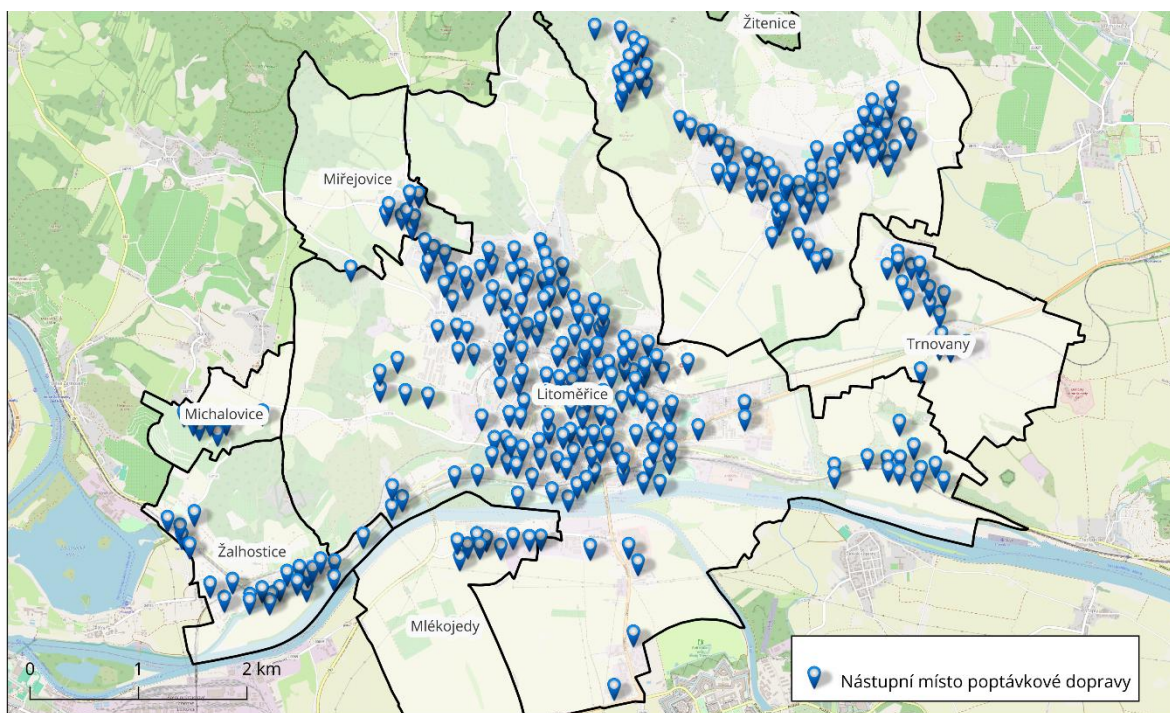 Žitenice
Miřejovice
Trnovany
Michalovice
Litoměřice
Žalhostice
Mlékojedy
0
1
2 km
Nástupní místo poptávkové dopravy